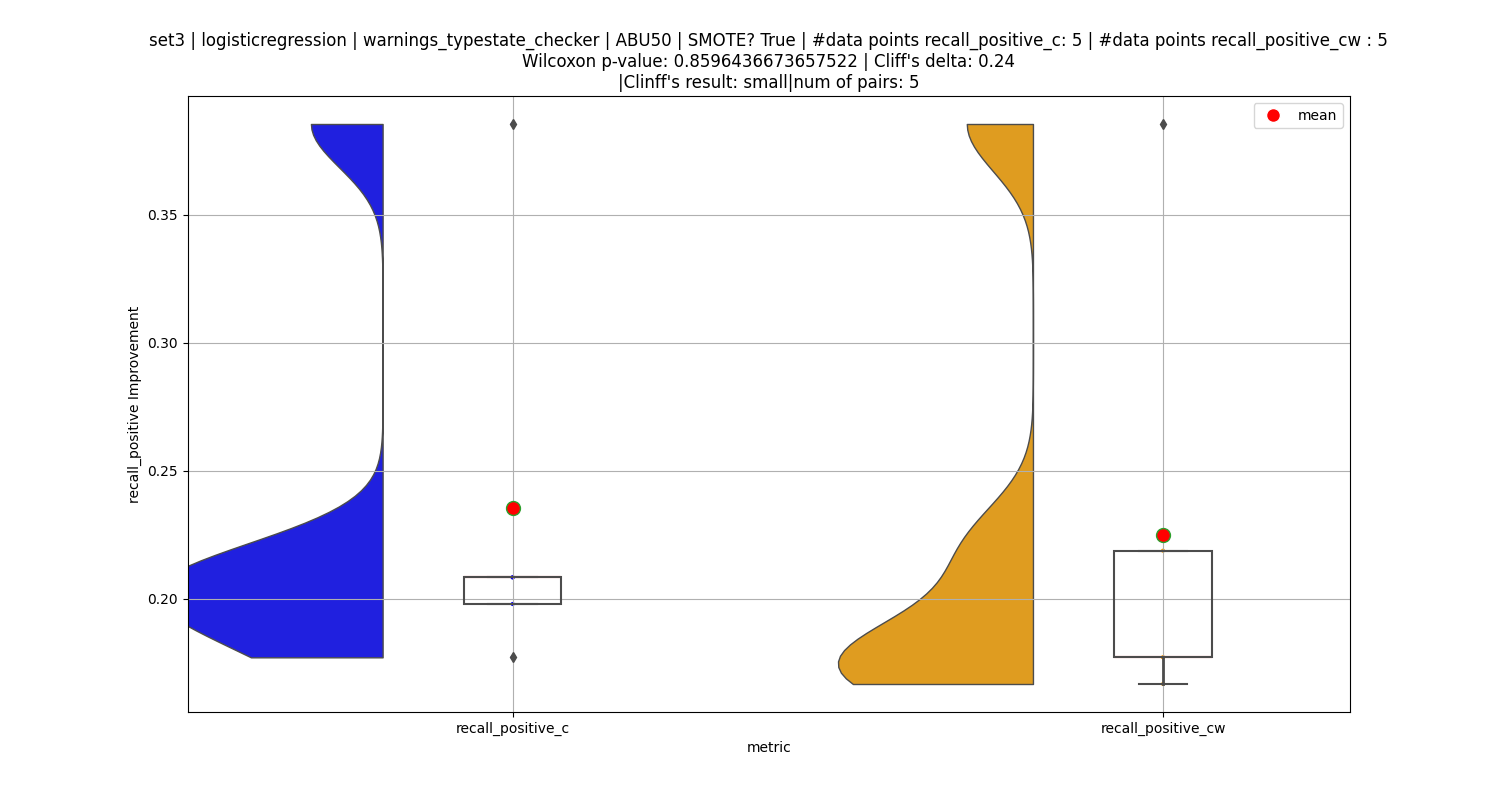 set3 | logisticregression | warnings_typestate_checker | ABU50 | SMOTE? True | #data points recall_positive_c: 5 | #data points recall_positive_cw : 5
Wilcoxon p-value: 0.8596436673657522 | Cliff's delta: 0.24
|Clinff's result: small|num of pairs: 5
mean
recall_positive Improvement
0.35
0.30
0.25
0.20
recall_positive_c
recall_positive_cw
metric